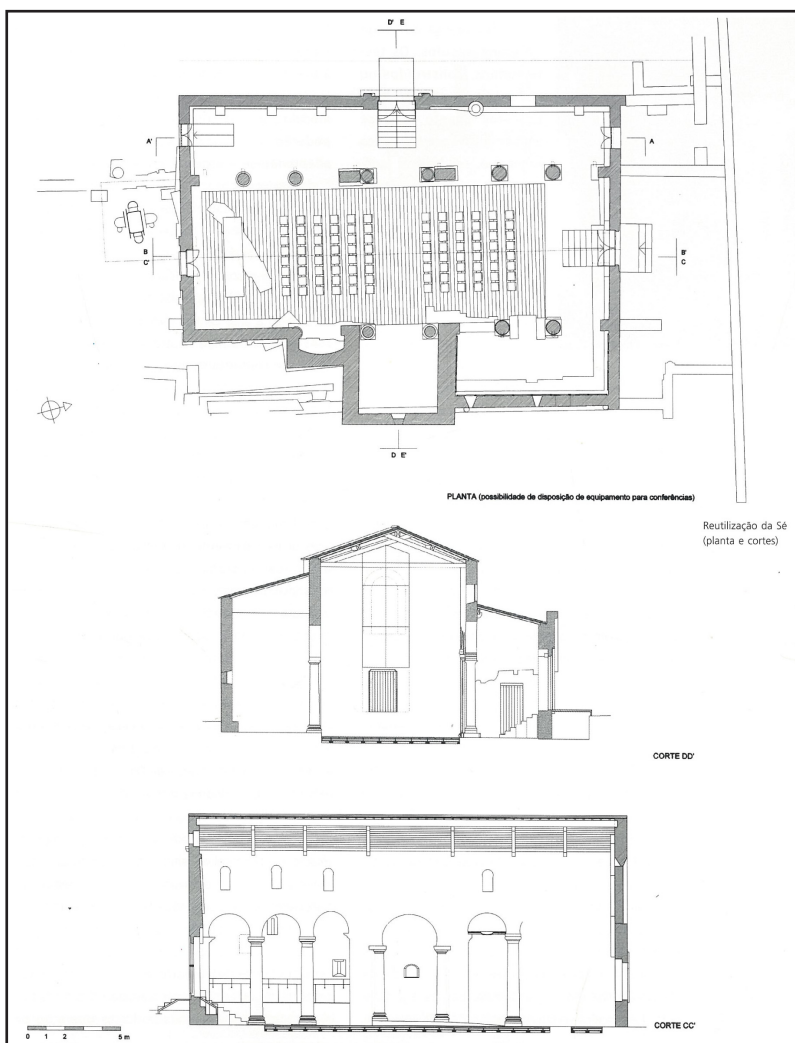 D' E
A'
A
B
C'
B'
C
D E'
PLANTA (possibilidade de disposição de equipamento para conferências)
Reutilização da Sé
(planta e cortes)
CORTE DD'
CORTE CC'
0 1 2 5 m